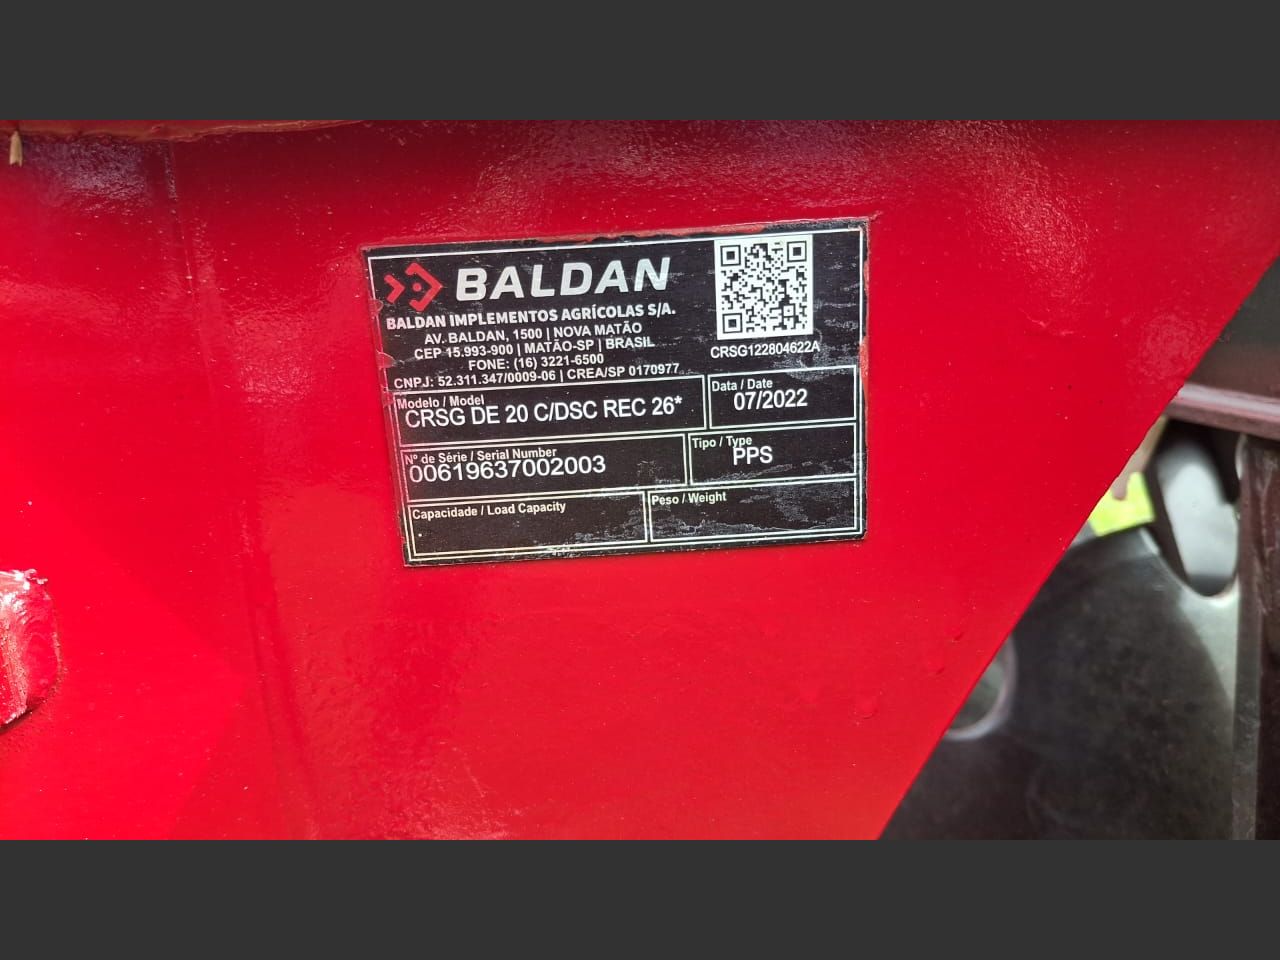 BALDAN
BALDAN IMPLEMENTOS AGRÍCOLAS S/A.
AV. BALDAN, 1500 | NOVA MATÃO
CEP 15.993-900 | MATÃO-SP | BRASIL
FONE: (16) 3221-6500
CNPJ: 52.311.347/0009-06 | CREA/SP 0170977
CRSG122804622A
Modelo / Model
CRSG DE 20 C/DSC REC 26*
Data / Date
07/2022
Nº de Série / Serial Number
00619637002003
Tipo / Type
PPS
Capacidade / Load Capacity
Peso / Weight